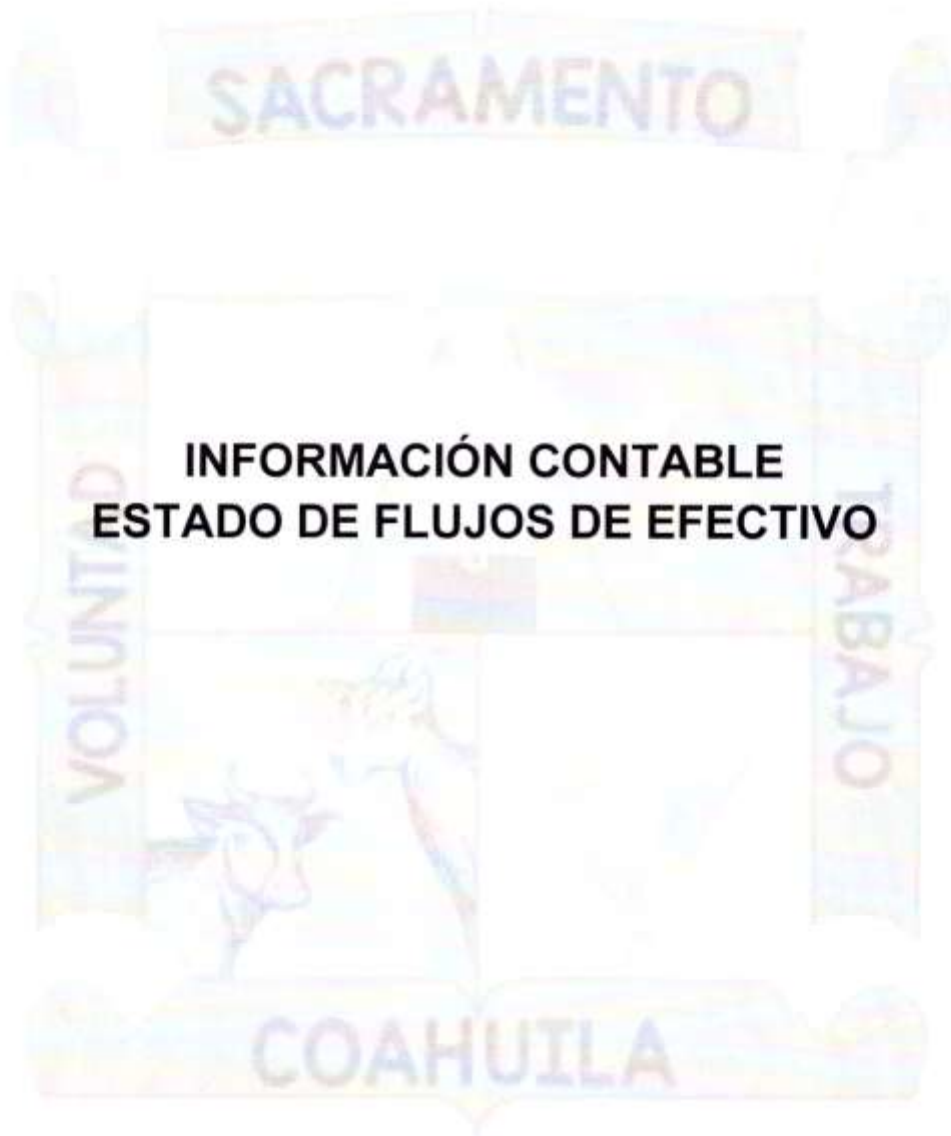 SACRAMENTO
INFORMACIÓN CONTABLE
ESTADO DE FLUJOS DE EFECTIVO
VOLUNTAD
TRABAJO
COAHUILA